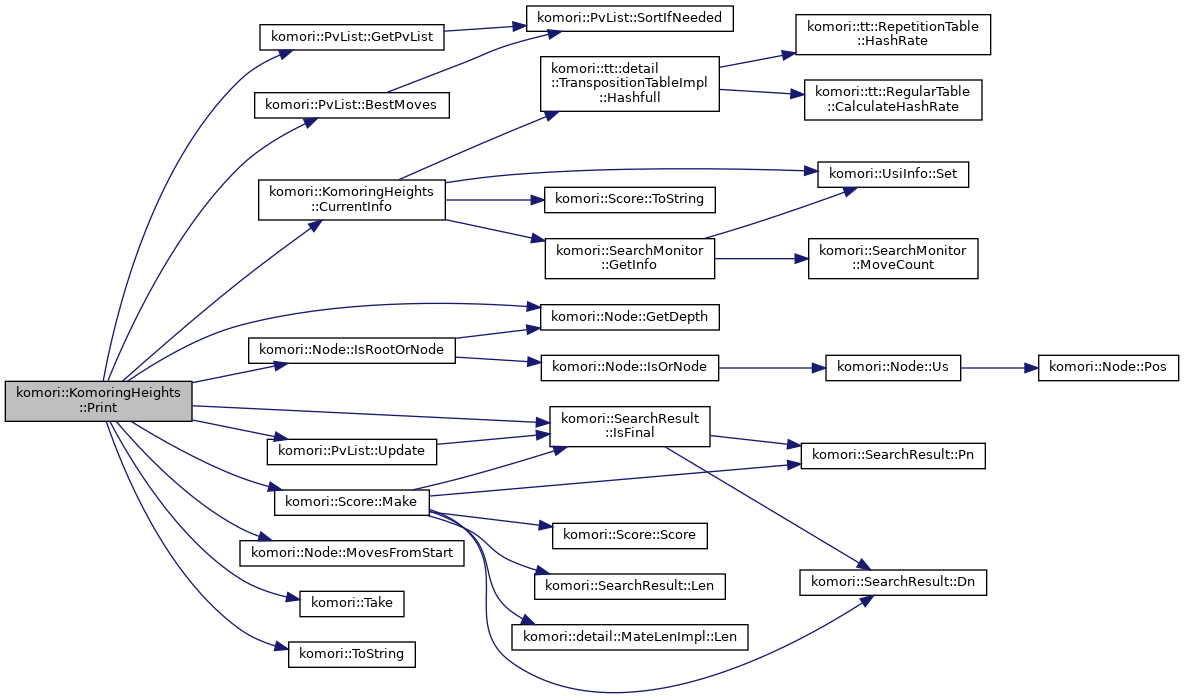 komori::KomoringHeights
::Print
komori::PvList::GetPvList
komori::PvList::BestMoves
komori::KomoringHeights
::CurrentInfo
komori::Node::IsRootOrNode
komori::PvList::Update
komori::Score::Make
komori::Node::MovesFromStart
komori::Take
komori::ToString
komori::PvList::SortIfNeeded
komori::tt::detail
::TranspositionTableImpl
::Hashfull
komori::Score::ToString
komori::SearchMonitor
::GetInfo
komori::Node::GetDepth
komori::Node::IsOrNode
komori::SearchResult
::IsFinal
komori::Score::Score
komori::SearchResult::Len
komori::detail::MateLenImpl::Len
komori::tt::RepetitionTable
::HashRate
komori::tt::RegularTable
::CalculateHashRate
komori::UsiInfo::Set
komori::SearchMonitor
::MoveCount
komori::Node::Us
komori::SearchResult::Pn
komori::SearchResult::Dn
komori::Node::Pos